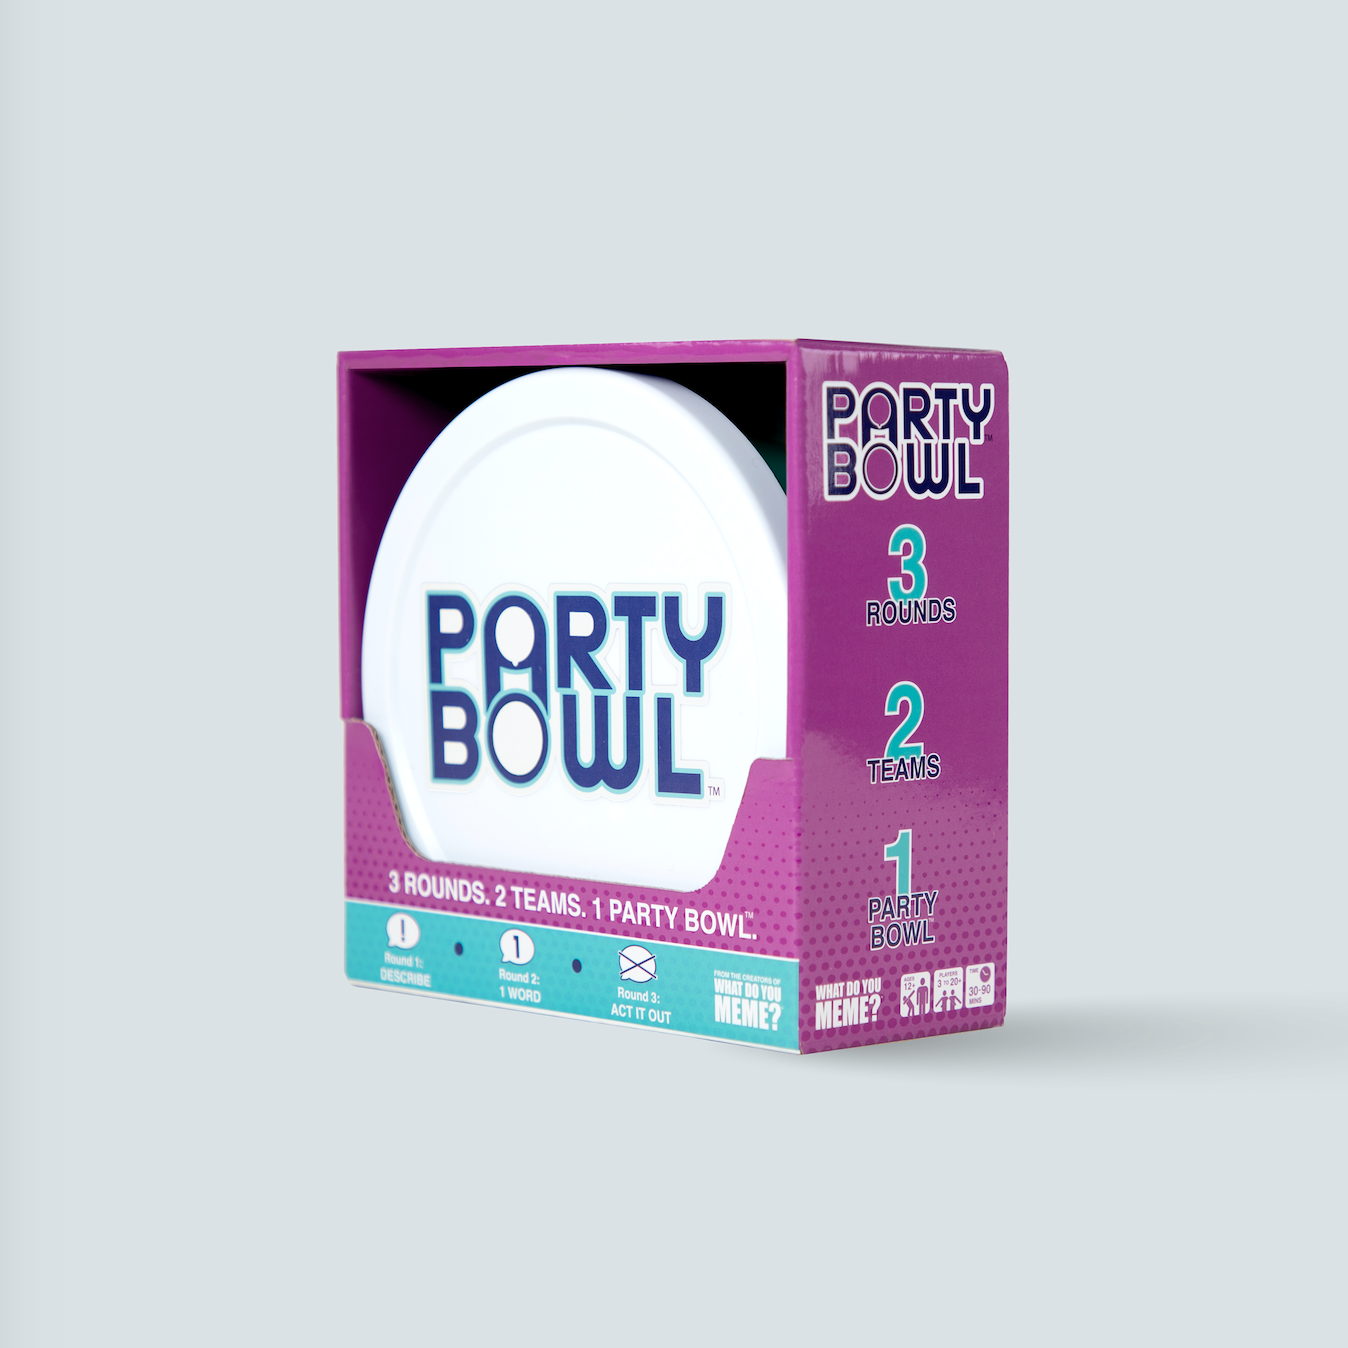 PARTY
BOWL
TM
3 ROUNDS. 2 TEAMS. 1 PARTY BOWL.™
!
Round 1:
DESCRIBE
1
Round 2:
1 WORD
Round 3:
ACT IT OUT
FROM THE CREATORS OF
WHAT DO YOU
MEME?
PARTY
BOWL
TM
3
ROUNDS
2
TEAMS
1
PARTY
BOWL
WHAT DO YOU
MEME?
AGES
12+
PLAYERS
3 TO 20+
TIME
30-90
MINS